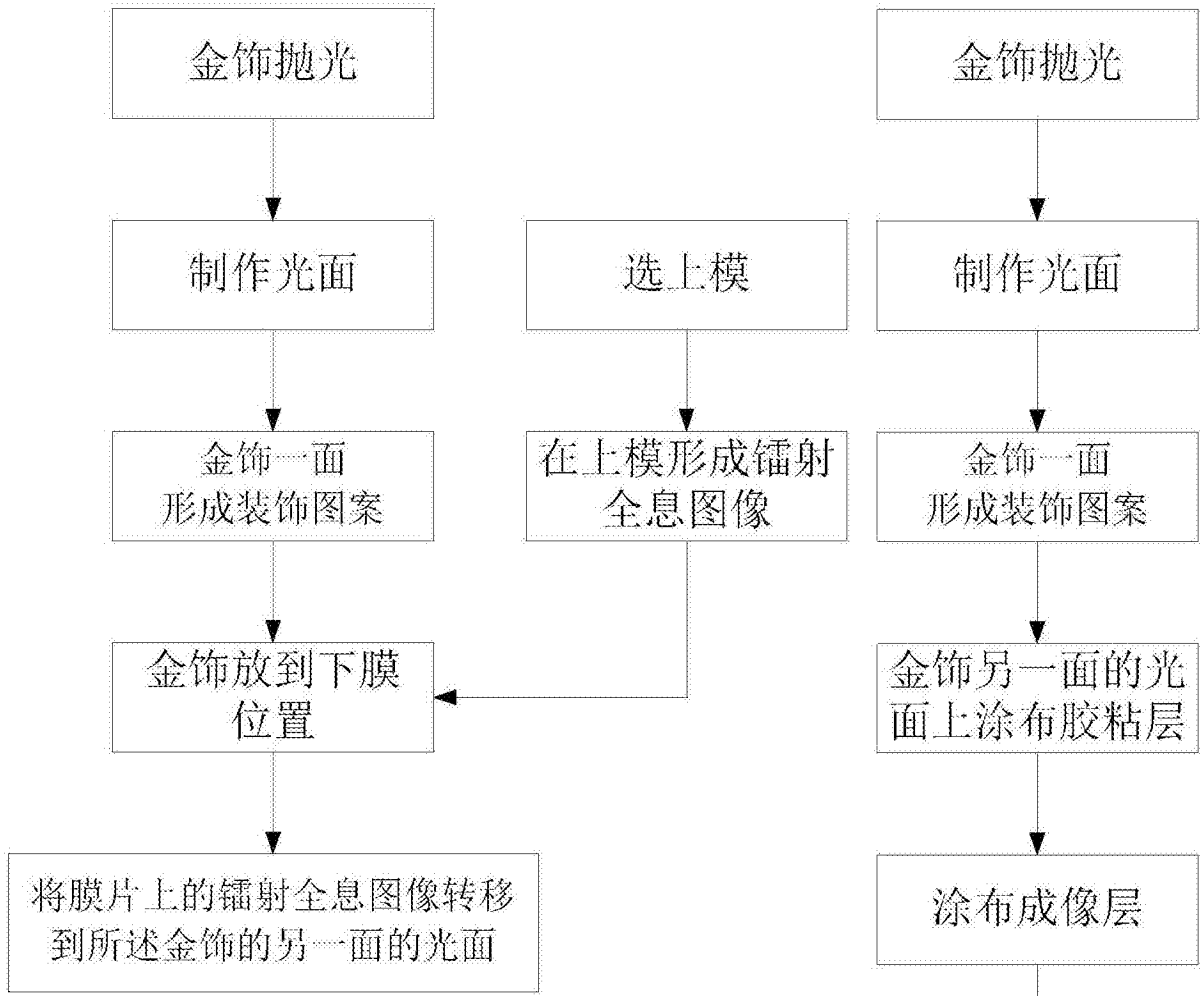 金饰抛光
制作光面
金饰一面
形成装饰图案
金饰放到下膜
位置
将膜片上的镭射全息图像转移
到所述金饰的另一面的光面
选上模
在上模形成镭射
全息图像
金饰抛光
制作光面
金饰一面
形成装饰图案
金饰另一面的光
面上涂布胶粘层
涂布成像层